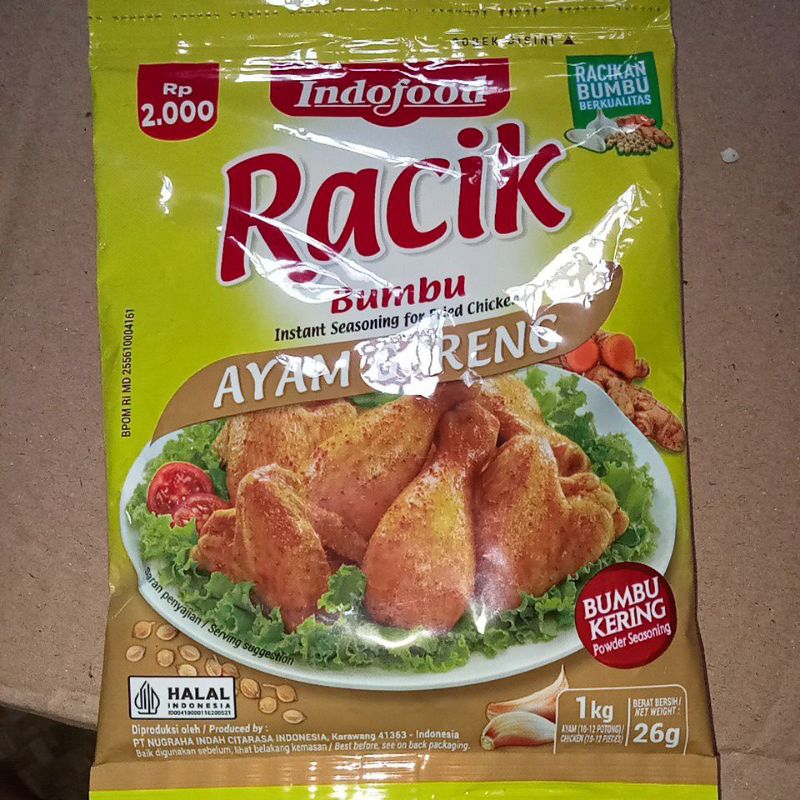 SOBEK DISINI
Rp
2.000
Indofood
RACIKAN
BUMBU
BERKUALITAS
Racik
Bumbu
Instant Seasoning for Fried Chicken
AYAM GORENG
BPOM RI MD 255610004161
Saran penyajian / Serving suggestion
BUMBU
KERING
Powder Seasoning
HALAL
INDONESIA
Diproduksi oleh / Produced by :
PT NUGRAHA INDAH CITARASA INDONESIA, Karawang 41363 - Indonesia
Baik digunakan sebelum, lihat belakang kemasan / Best before, see on back packaging.
1kg
AYAM (10-12 POTONG) /
CHICKEN (10-12 PIECES)
BERAT BERSIH /
NET WEIGHT :
26g